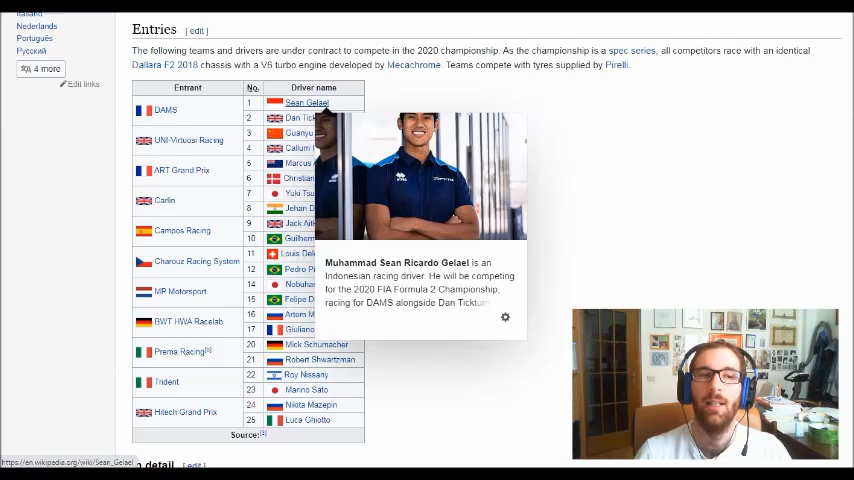 Italiano
Nederlands
Português
Русский
4 more
Edit links
Entries [ edit ]
The following teams and drivers are under contract to compete in the 2020 championship. As the championship is a spec series, all competitors race with an identical
Dallara F2 2018 chassis with a V6 turbo engine developed by Mecachrome. Teams compete with tyres supplied by Pirelli.
Entrant No. Driver name
DAMS 1 Sean Gelael
2 Dan Tick
UNI-Virtuosi Racing 3 Guanyu
4 Callum I
ART Grand Prix 5 Marcus
6 Christian
Carlin 7 Yuki Tsu
8 Jehan D
Campos Racing 9 Jack Aitk
10 Guilherm
Charouz Racing System 11 Louis Del
12 Pedro Pi
MP Motorsport 14 Nobuhar
15 Felipe D
BWT HWA Racelab 16 Artem M
17 Giuliano
Prema Racing[b] 20 Mick Schumacher
21 Robert Shwartzman
Trident 22 Roy Nissany
23 Marino Sato
Hitech Grand Prix 24 Nikita Mazepin
25 Luca Ghiotto
Source:[3]
Muhammad Sean Ricardo Gelael is an
Indonesian racing driver. He will be competing
for the 2020 FIA Formula 2 Championship,
racing for DAMS alongside Dan Ticktum
n detail [ edit ]
https://en.wikipedia.org/wiki/Sean_Gelael